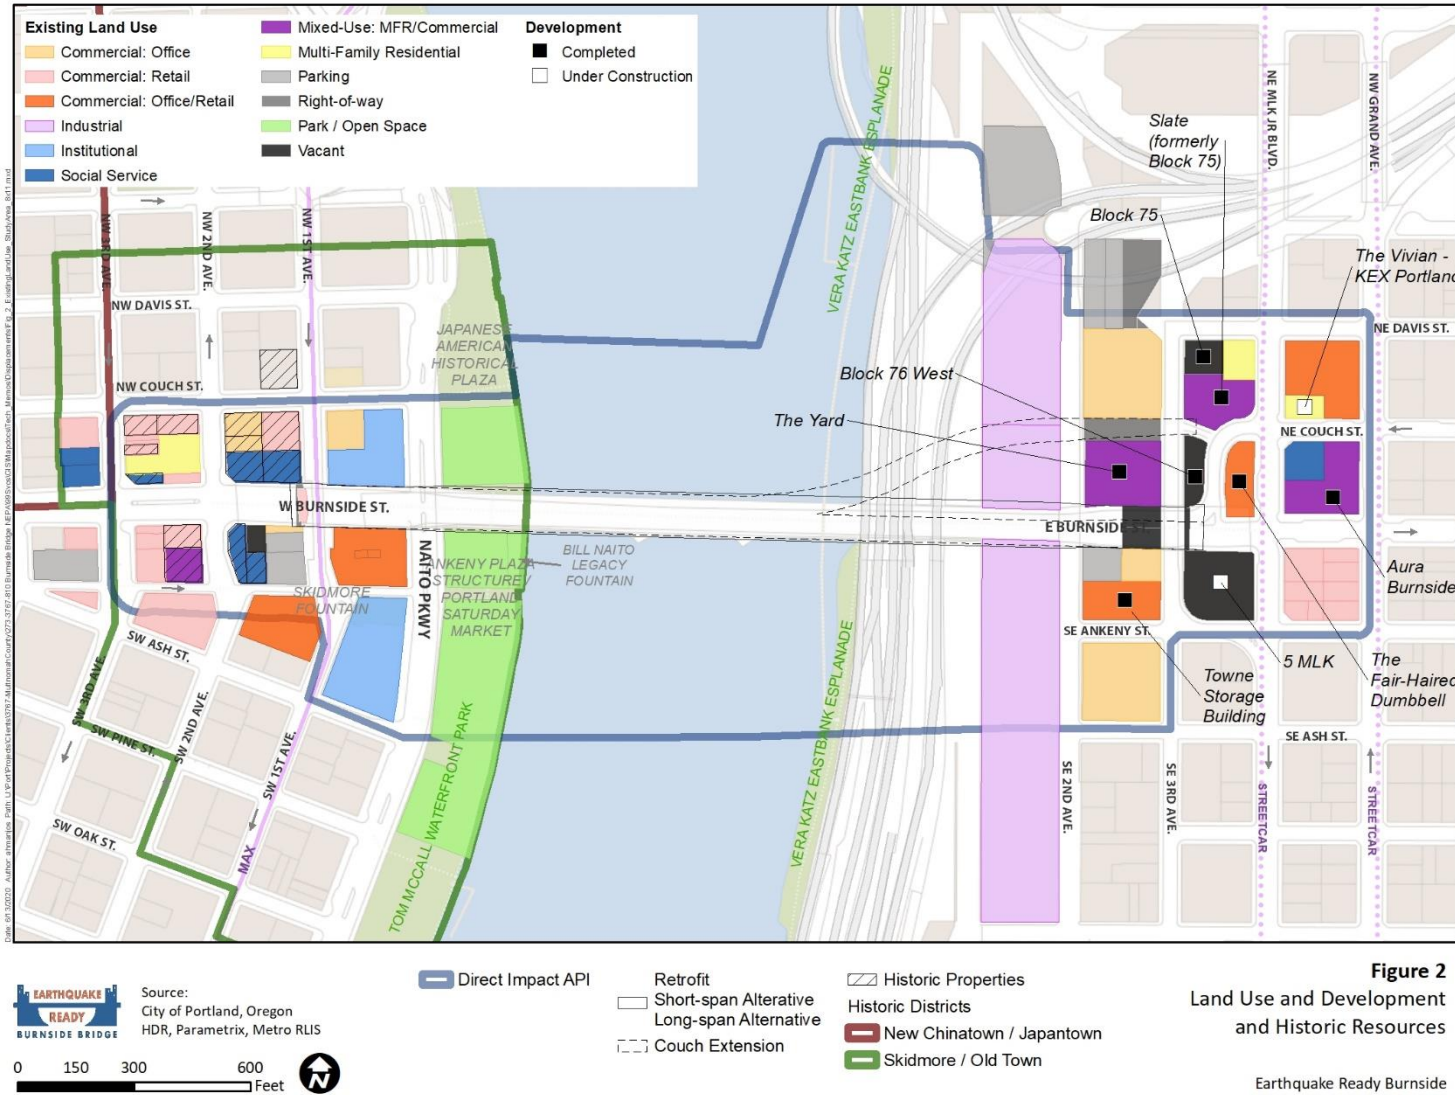 Existing Land Use
Commercial: Office
Commercial: Retail
Commercial: Office/Retail
Industrial
Institutional
Social Service
Mixed-Use: MFR/Commercial
Multi-Family Residential
Parking
Right-of-way
Park / Open Space
Vacant
Development
Completed
Under Construction
NW 3RD AVE.
NW 2ND AVE.
NW 1ST AVE.
NW DAVIS ST.
NW COUCH ST.
JAPANESE
AMERICAN
HISTORICAL
PLAZA
W BURNSIDE ST.
NAITO PKWY
ANKENY PLAZA
STRUCTURE/
PORTLAND
SATURDAY
MARKET
BILL NAITO
LEGACY
FOUNTAIN
SKIDMORE
FOUNTAIN
SW ASH ST.
SW 3RD AVE.
SW 2ND AVE.
SW PINE ST.
SW 1ST AVE.
SW OAK ST.
MAX
TOM MCCALL WATERFRONT PARK
VERA KATZ EASTBANK ESPLANADE
VERA KATZ EASTBANK ESPLANADE
VERA KATZ EASTBANK ESPLANADE
Slate
(formerly
Block 75)
Block 75
NE MLK JR BLVD.
NW GRAND AVE.
The Vivian -
KEX Portland
NE DAVIS ST.
Block 76 West
The Yard
NE COUCH ST.
E BURNSIDE ST.
Aura
Burnside
SE ANKENY ST.
Towne
Storage
Building
5 MLK
The
Fair-Haired
Dumbbell
SE ASH ST.
SE 2ND AVE.
SE 3RD AVE.
STREETCAR
STREETCAR
EARTHQUAKE
READY
BURNSIDE BRIDGE
Source:
City of Portland, Oregon
HDR, Parametrix, Metro RLIS
0 150 300 600
Feet
N
Direct Impact API
Retrofit
Short-span Alterative
Long-span Alternative
Couch Extension
Historic Properties
Historic Districts
New Chinatown / Japantown
Skidmore / Old Town
Figure 2
Land Use and Development
and Historic Resources
Earthquake Ready Burnside